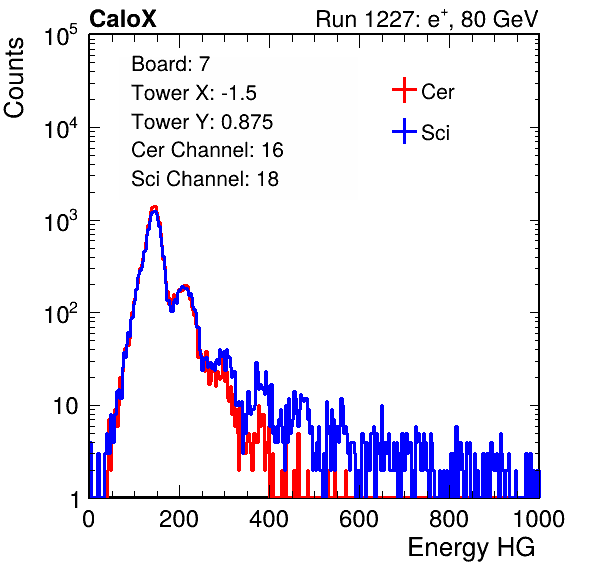 CaloX Run 1227: e⁺, 80 GeV
Counts
Board: 7
Tower X: -1.5
Tower Y: 0.875
Cer Channel: 16
Sci Channel: 18
Cer
Sci
10⁵
10⁴
10³
10²
10
1
0 200 400 600 800 1000
Energy HG